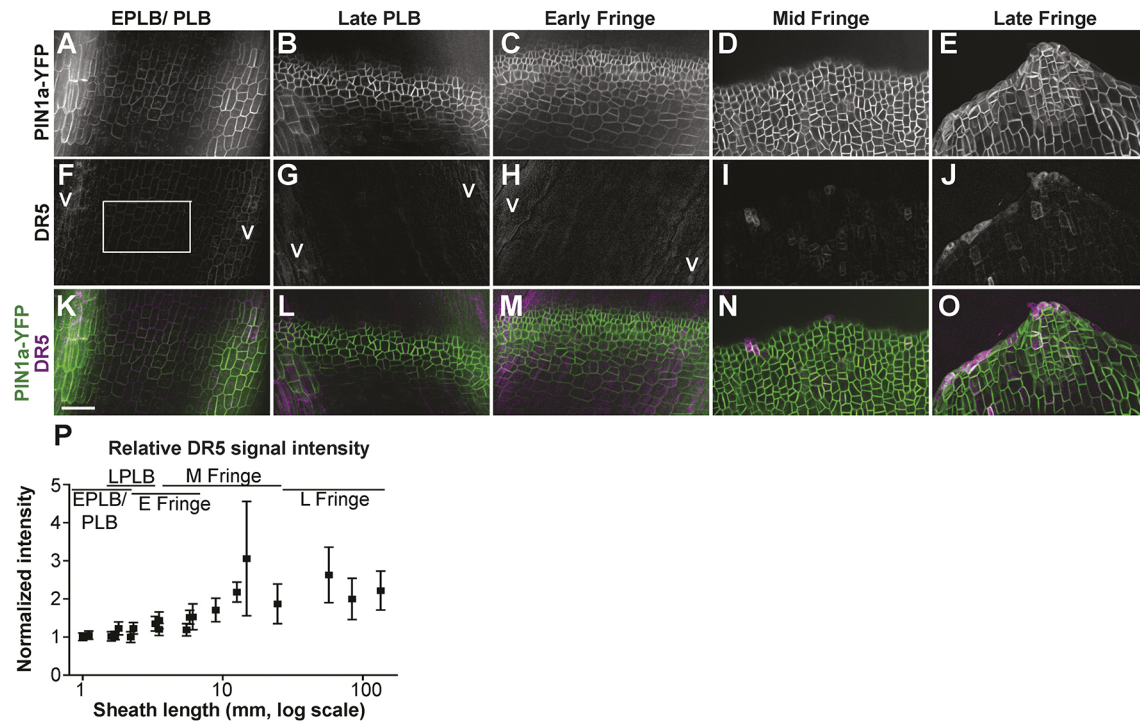 EPLB/ PLB
Late PLB
Early Fringe
Mid Fringe
Late Fringe
PIN1a-YFP
A
B
C
D
E
DR5
F
V
V
G
V
V
H
V
V
I
J
PIN1a-YFP
DR5
K
L
M
N
O
P
Relative DR5 signal intensity
LPLB
M Fringe
EPLB/
PLB
E Fringe
L Fringe
Normalized intensity
5
4
3
2
1
0
1
10
100
Sheath length (mm, log scale)